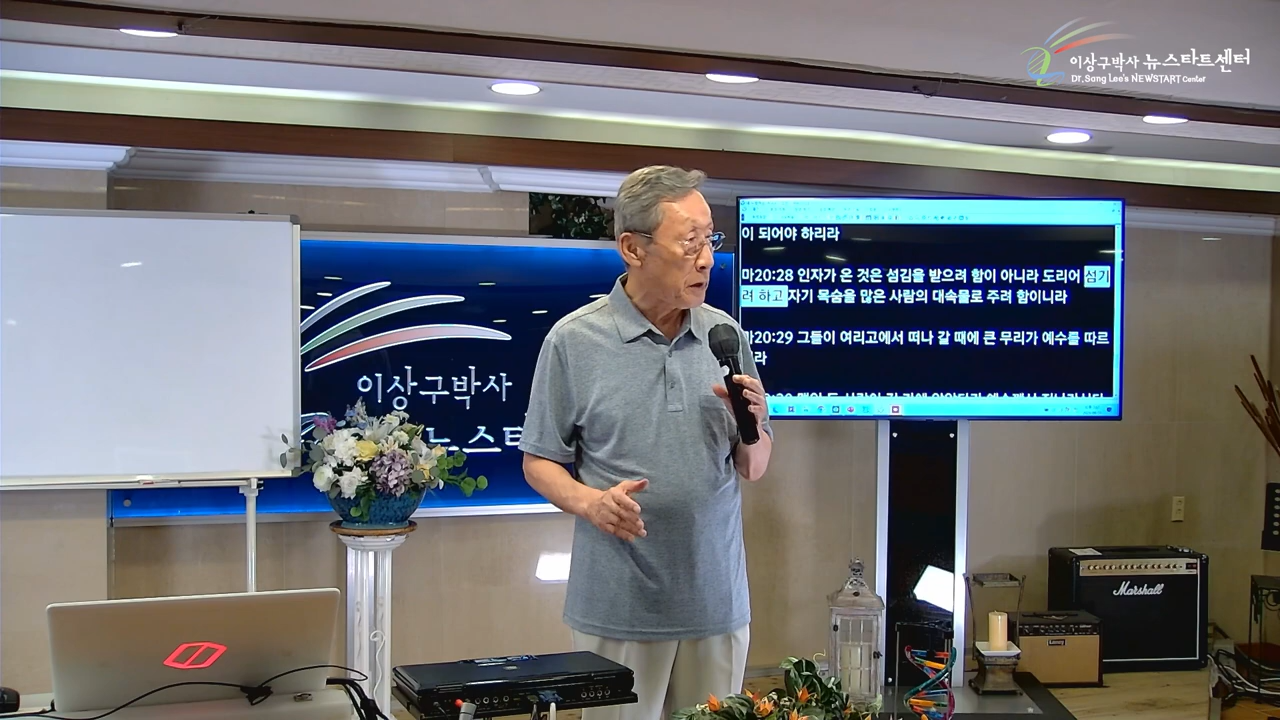 이상구박사 뉴스타트센터
Dr. Sang Lee's NEWSTART Center
이 되어야 하리라
마20:28 인자가 온 것은 섬김을 받으려 함이 아니라 도리어 섬기
려 하고 자기 목숨을 많은 사람의 대속물로 주려 함이니라
마20:29 그들이 여리고에서 떠나 갈 때에 큰 무리가 예수를 따르
라
이상구박사
뉴스타
Marshall
Laney